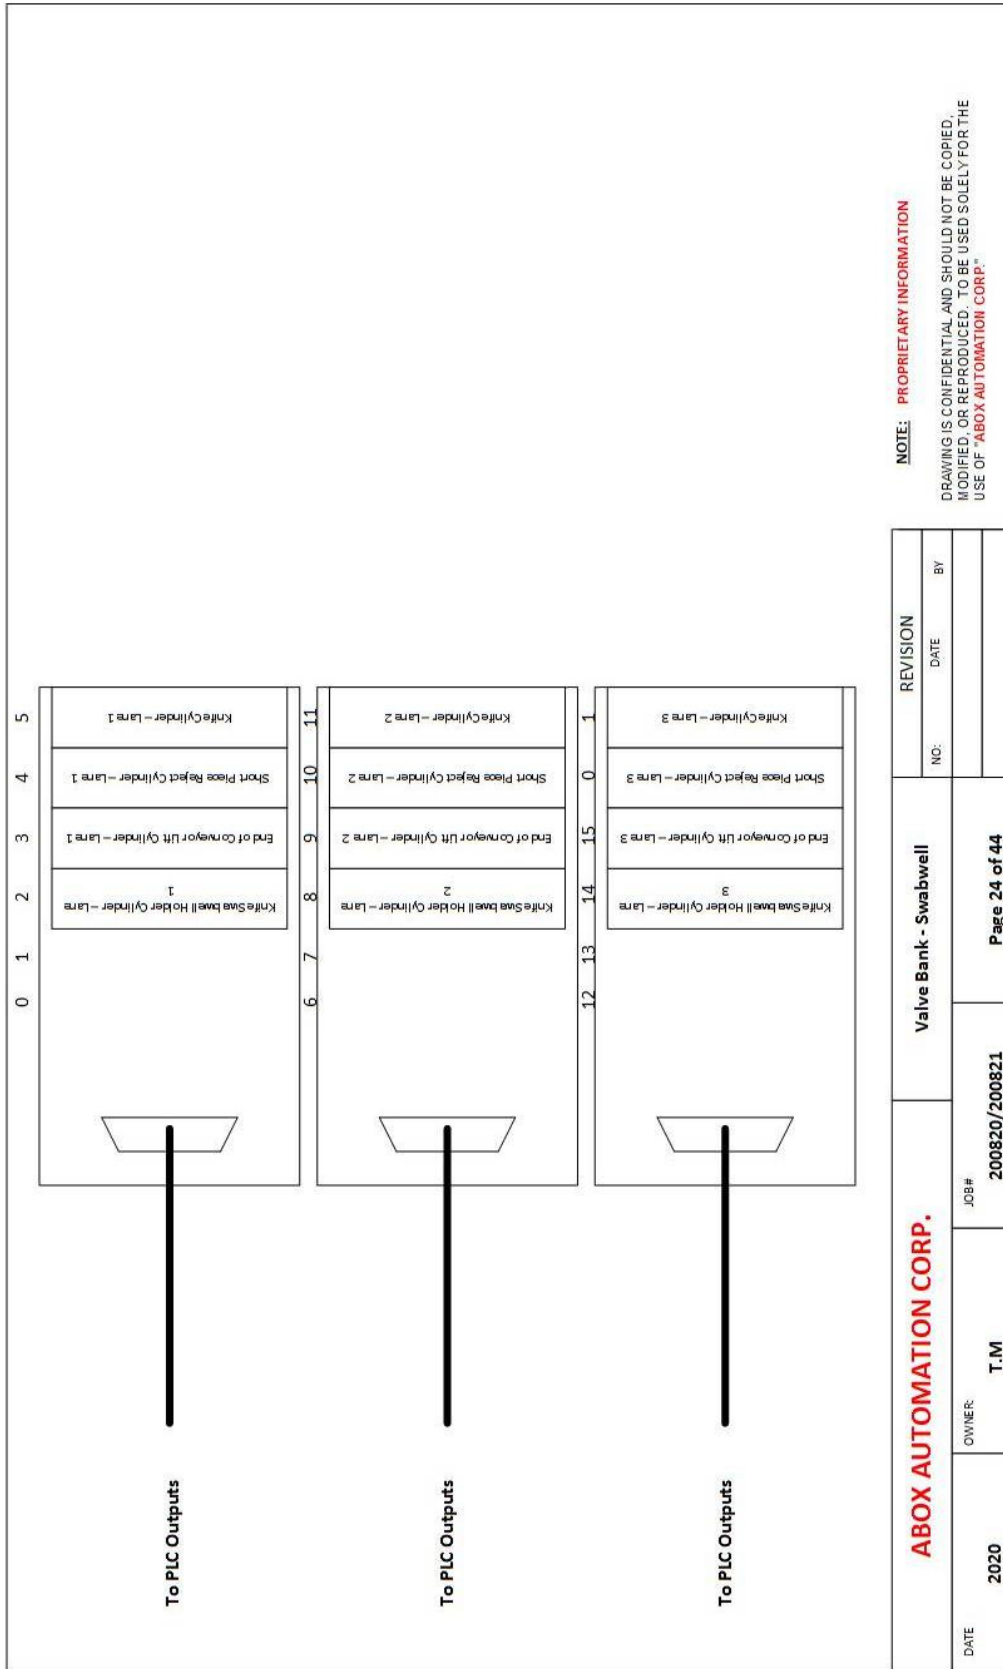 0 1 2 3 4 5
To PLC Outputs
Knife Swabwell Holder Cylinder – Lane
1
End of Conveyor Lift Cylinder – Lane 1
Short Piece Reject Cylinder – Lane 1
Knife Cylinder – Lane 1
6 7 8 9 10 11
To PLC Outputs
Knife Swabwell Holder Cylinder – Lane
2
End of Conveyor Lift Cylinder – Lane 2
Short Piece Reject Cylinder – Lane 2
Knife Cylinder – Lane 2
12 13 14 15 0 1
To PLC Outputs
Knife Swabwell Holder Cylinder – Lane
3
End of Conveyor Lift Cylinder – Lane 3
Short Piece Reject Cylinder – Lane 3
Knife Cylinder – Lane 3
ABOX AUTOMATION CORP.
Valve Bank - Swabwell
REVISION
NO: DATE BY
DATE 2020
OWNER: T.M
JOB# 200820/200821
Page 24 of 44
NOTE: PROPRIETARY INFORMATION
DRAWING IS CONFIDENTIAL AND SHOULD NOT BE COPIED,
MODIFIED, OR REPRODUCED. TO BE USED SOLELY FOR THE
USE OF "ABOX AUTOMATION CORP."